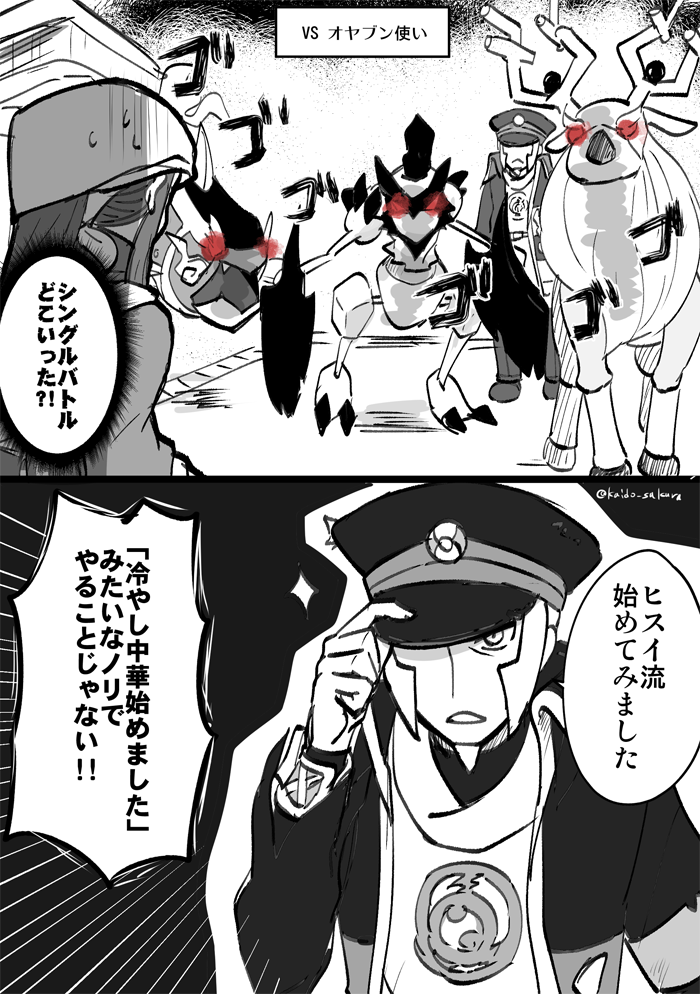 VS オヤブン使い
ゴゴ
ゴ
ゴゴ
ゴ
シングルバトル
どこいった?!
@kaido_sakura
ヒスイ流
始めてみました
「冷やし中華始めました」
みたいなノリで
やることじゃない!!